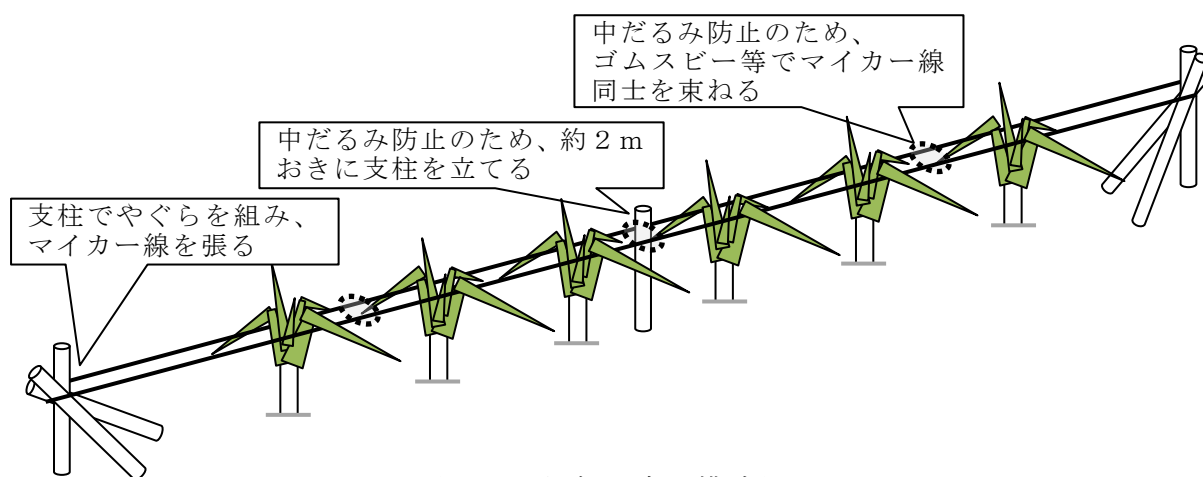 中だるみ防止のため、
ゴムスビー等でマイカー線
同士を束ねる
中だるみ防止のため、約２ｍ
おきに支柱を立てる
支柱でやぐらを組み、
マイカー線を張る